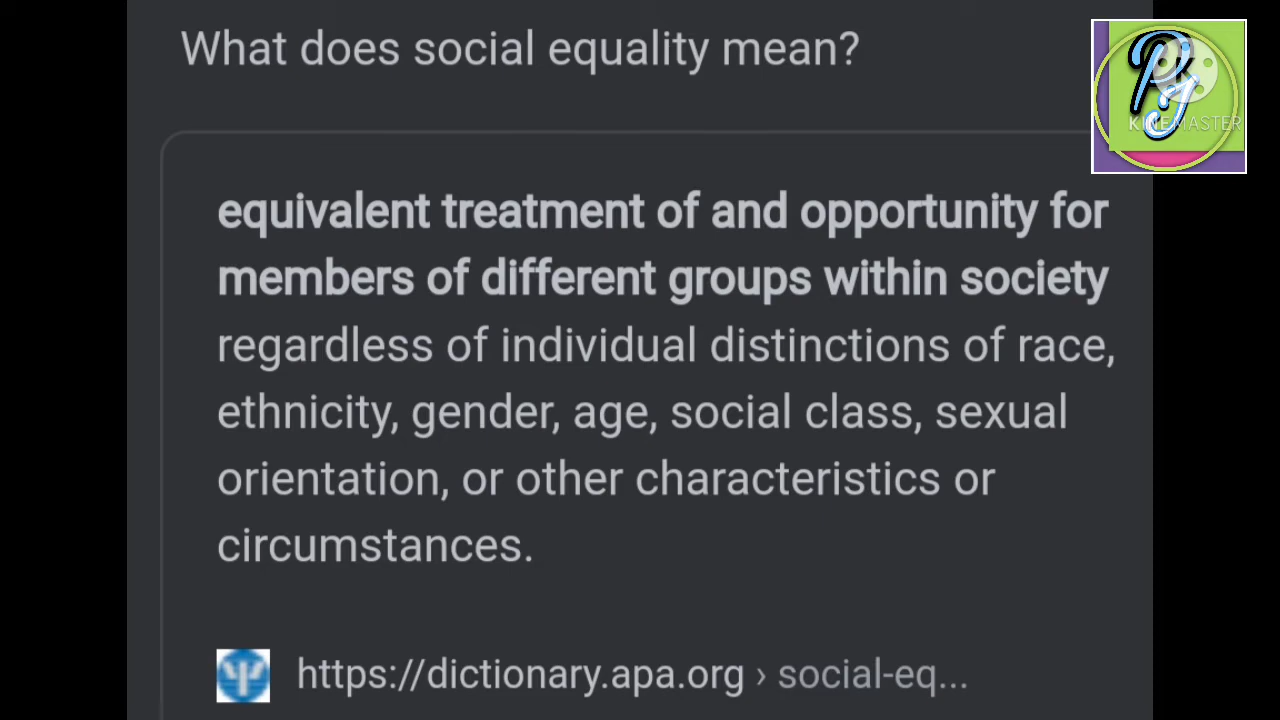 What does social equality mean?
KINEMASTER
equivalent treatment of and opportunity for
members of different groups within society
regardless of individual distinctions of race,
ethnicity, gender, age, social class, sexual
orientation, or other characteristics or
circumstances.
https://dictionary.apa.org › social-eq...